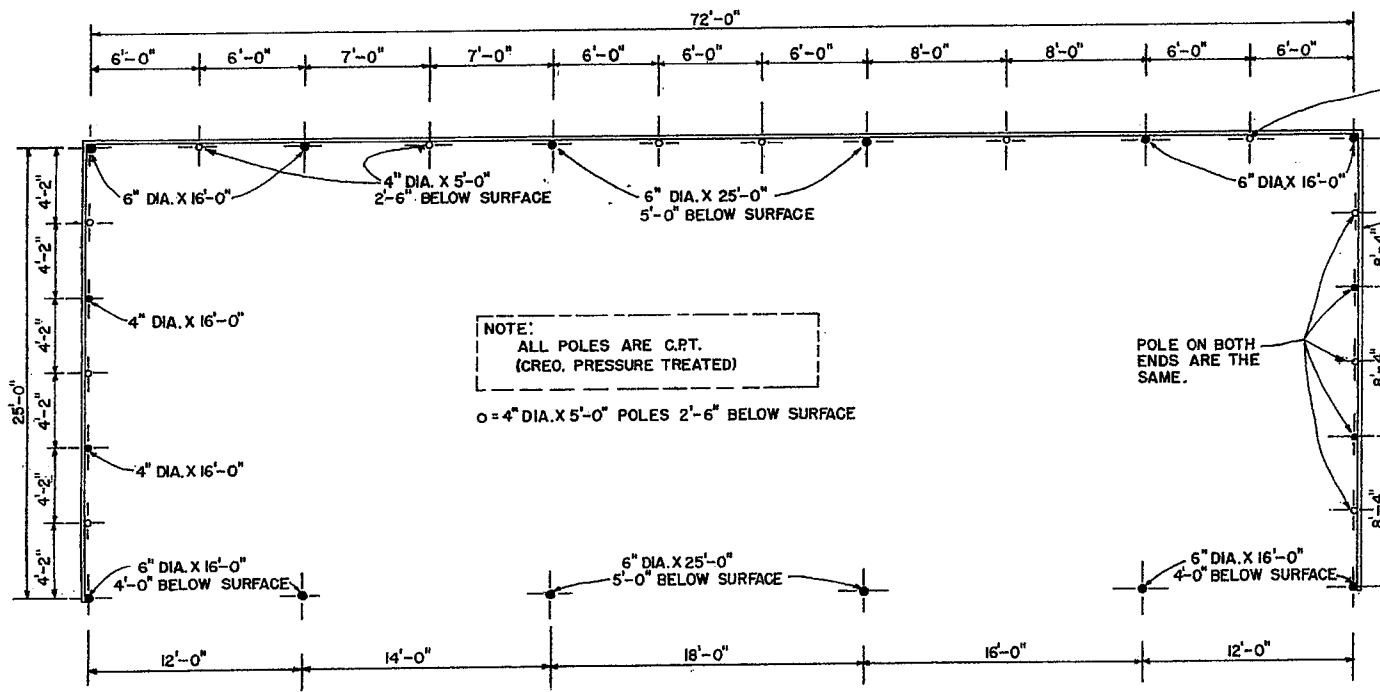 72'-0"
6'-0" 6'-0" 7'-0" 7'-0" 6'-0" 6'-0" 6'-0" 8'-0" 8'-0" 6'-0" 6'-0"
6" DIA. X 16'-0"
4" DIA. X 5'-0"
2'-6" BELOW SURFACE
6" DIA. X 25'-0"
5'-0" BELOW SURFACE
6" DIA.X 16'-0"
4'-2"
4'-2"
4'-2"
4'-2"
4'-2"
4'-2"
25'-0"
8'-4"
8'-4"
8'-4"
4" DIA. X 16'-0"
NOTE:
ALL POLES ARE C.P.T.
(CREO. PRESSURE TREATED)
POLE ON BOTH
ENDS ARE THE
SAME.
o = 4" DIA. X 5'-0" POLES 2'-6" BELOW SURFACE
4" DIA. X 16'-0"
6" DIA. X 16'-0"
4'-0" BELOW SURFACE
6" DIA. X 25'-0"
5'-0" BELOW SURFACE
6" DIA. X 16'-0"
4'-0" BELOW SURFACE
12'-0" 14'-0" 18'-0" 16'-0" 12'-0"